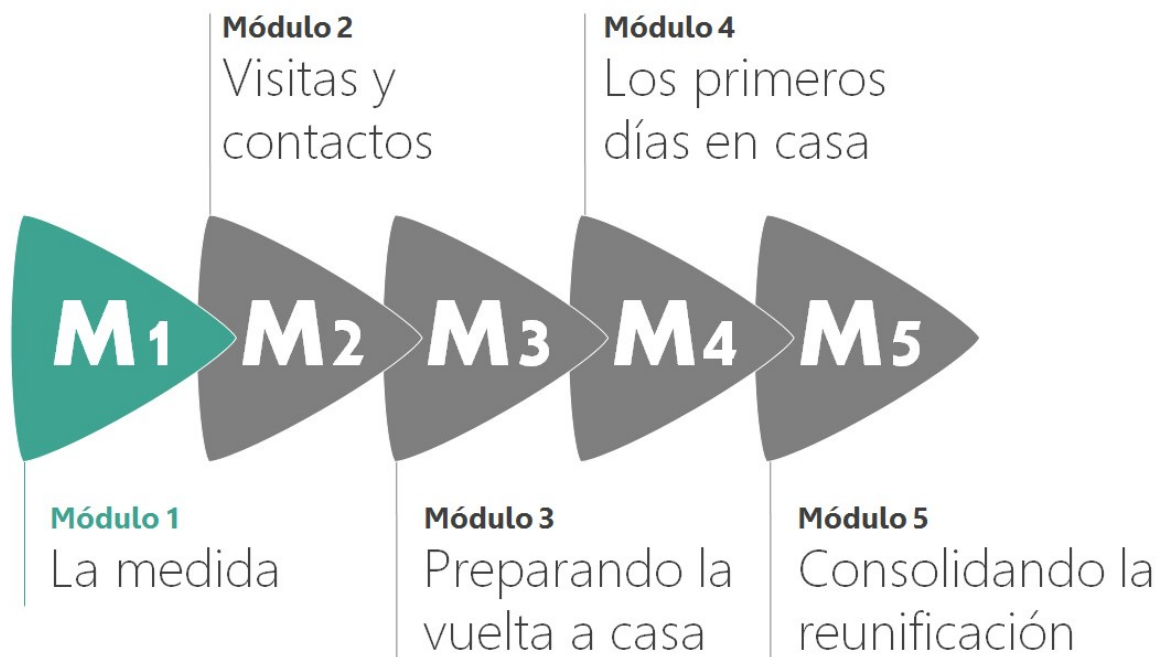 Módulo 2
Visitas y
contactos
Módulo 4
Los primeros
días en casa
M1
M2
M3
M4
M5
Módulo 1
La medida
Módulo 3
Preparando la
vuelta a casa
Módulo 5
Consolidando la
reunificación